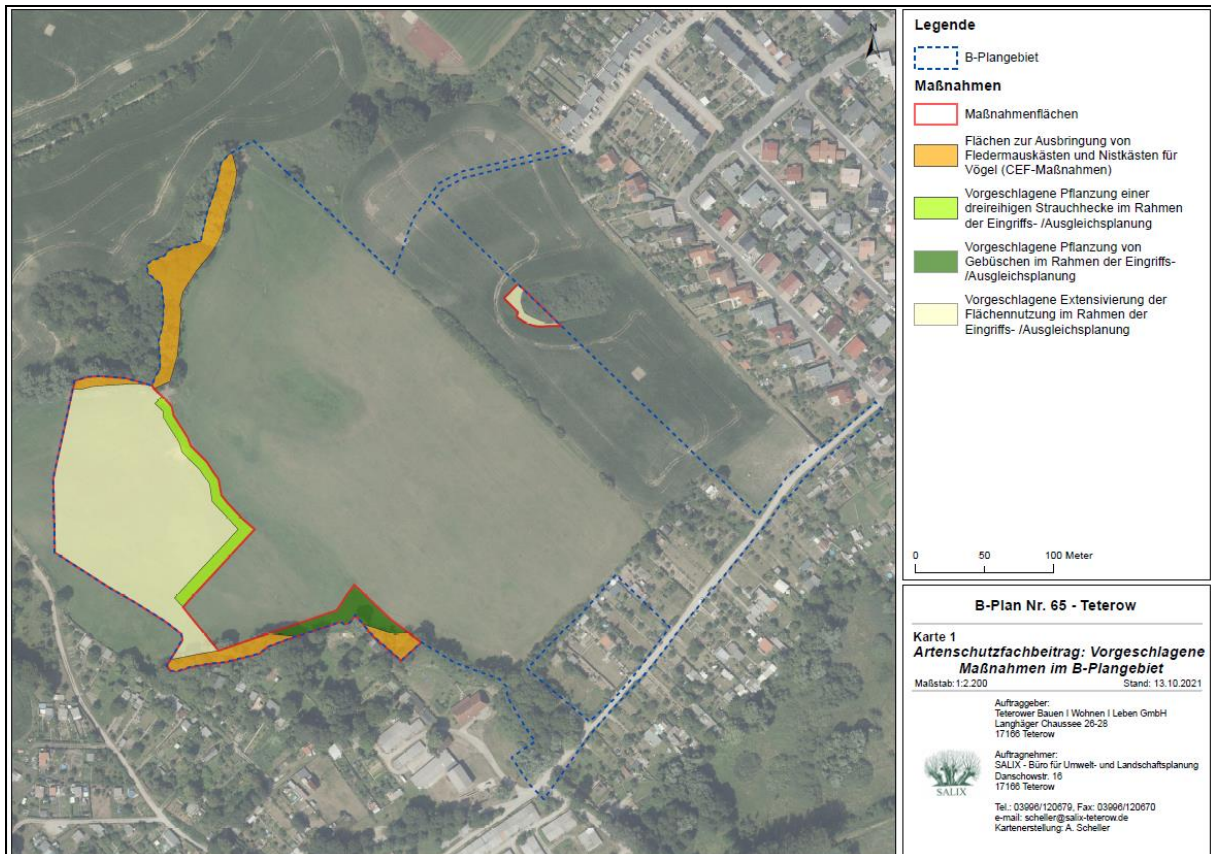 N
Legende
B-Plangebiet
Maßnahmen
Maßnahmenflächen
Flächen zur Ausbringung von
Fledermauskästen und Nistkästen für
Vögel (CEF-Maßnahmen)
Vorgeschlagene Pflanzung einer
dreireihigen Strauchhecke im Rahmen
der Eingriffs- /Ausgleichsplanung
Vorgeschlagene Pflanzung von
Gebüschen im Rahmen der Eingriffs-
/Ausgleichsplanung
Vorgeschlagene Extensivierung der
Flächennutzung im Rahmen der
Eingriffs- /Ausgleichsplanung
0 50 100 Meter
B-Plan Nr. 65 - Teterow
Karte 1
Artenschutzfachbeitrag: Vorgeschlagene
Maßnahmen im B-Plangebiet
Maßstab: 1:2.200 Stand: 13.10.2021
Auftraggeber:
Teterower Bauen I Wohnen I Leben GmbH
Langhäger Chaussee 26-28
17166 Teterow
Auftragnehmer:
SALIX - Büro für Umwelt- und Landschaftsplanung
Danschowstr. 16
17166 Teterow
SALIX
Tel.: 03996/120679, Fax: 03996/120670
e-mail: scheller@salix-teterow.de
Kartenerstellung: A. Scheller